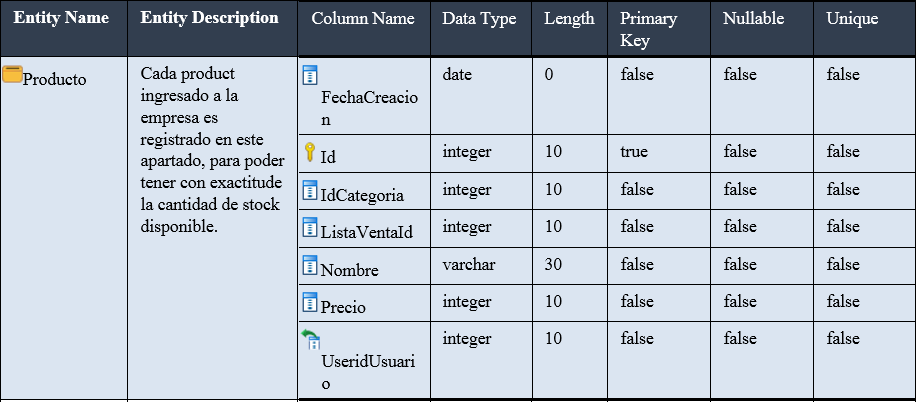 Entity Name Entity Description Column Name Data Type Length Primary Key Nullable Unique
Producto
Cada product
ingresado a la
empresa es
registrado en este
apartado, para poder
tener con exactitude
la cantidad de stock
disponible.
FechaCreacio
n
date 0 false false false
Id integer 10 true false false
IdCategoria integer 10 false false false
ListaVentaId integer 10 false false false
Nombre varchar 30 false false false
Precio integer 10 false false false
UseridUsuari
o
integer 10 false false false